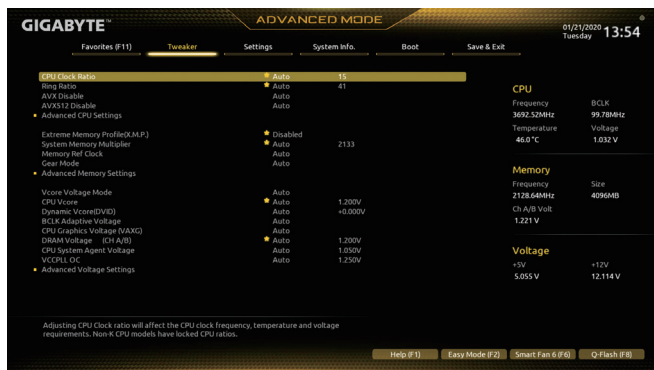 GIGABYTE™
ADVANCED MODE
01/21/2020 Tuesday 13:54
Favorites (F11) Tweaker Settings System Info. Boot Save & Exit
CPU Clock Ratio Auto 15
Ring Ratio Auto 41
AVX Disable Auto
AVX512 Disable Auto
Advanced CPU Settings
Extreme Memory Profile(X.M.P.) Disabled
System Memory Multiplier Auto 2133
Memory Ref Clock Auto
Gear Mode Auto
Advanced Memory Settings
Vcore Voltage Mode Auto
CPU Vcore Auto 1.200V
Dynamic Vcore(DVID) Auto +0.000V
BCLK Adaptive Voltage Auto
CPU Graphics Voltage (VAXG) Auto
DRAM Voltage (CH A/B) Auto 1.200V
CPU System Agent Voltage Auto 1.050V
VCCPLL OC Auto 1.250V
Advanced Voltage Settings
CPU
Frequency BCLK
3692.52MHz 99.78MHz
Temperature Voltage
46.0 °C 1.032 V
Memory
Frequency Size
2128.64MHz 4096MB
Ch A/B Volt
1.221 V
Voltage
+5V +12V
5.055 V 12.114 V
Adjusting CPU Clock ratio will affect the CPU clock frequency, temperature and voltage
requirements. Non-K CPU models have locked CPU ratios.
Help (F1) Easy Mode (F2) Smart Fan 6 (F6) Q-Flash (F8)